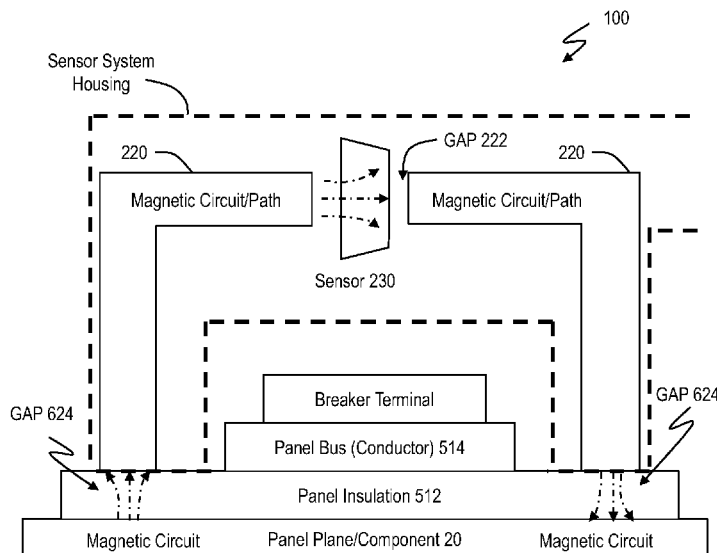 100
Sensor System
Housing
GAP 222
220
220
Magnetic Circuit/Path
Magnetic Circuit/Path
Sensor 230
Breaker Terminal
GAP 624
GAP 624
Panel Bus (Conductor) 514
Panel Insulation 512
Magnetic Circuit
Panel Plane/Component 20
Magnetic Circuit